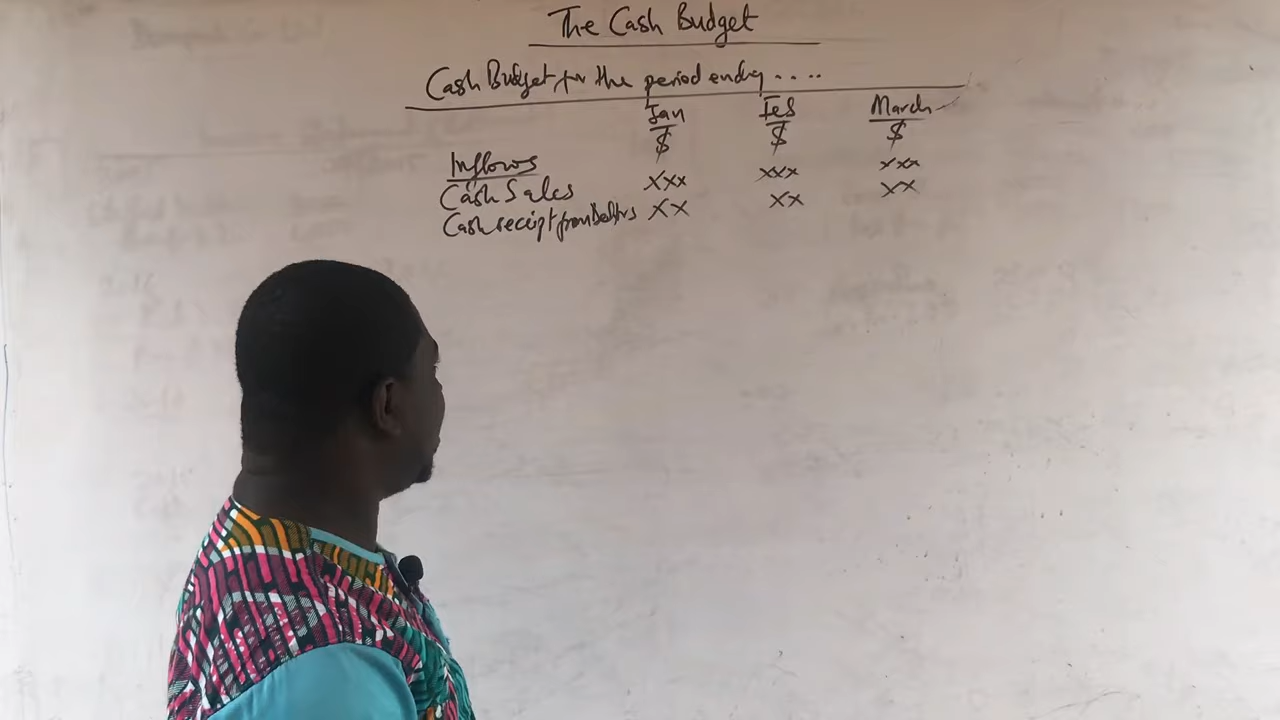 The Cash Budget
Cash Budget for the period ending ....
Jan Feb March
$ $ $
Inflows
Cash Sales xxx xxx xxx
Cash receipt from Debtors xx xx xx